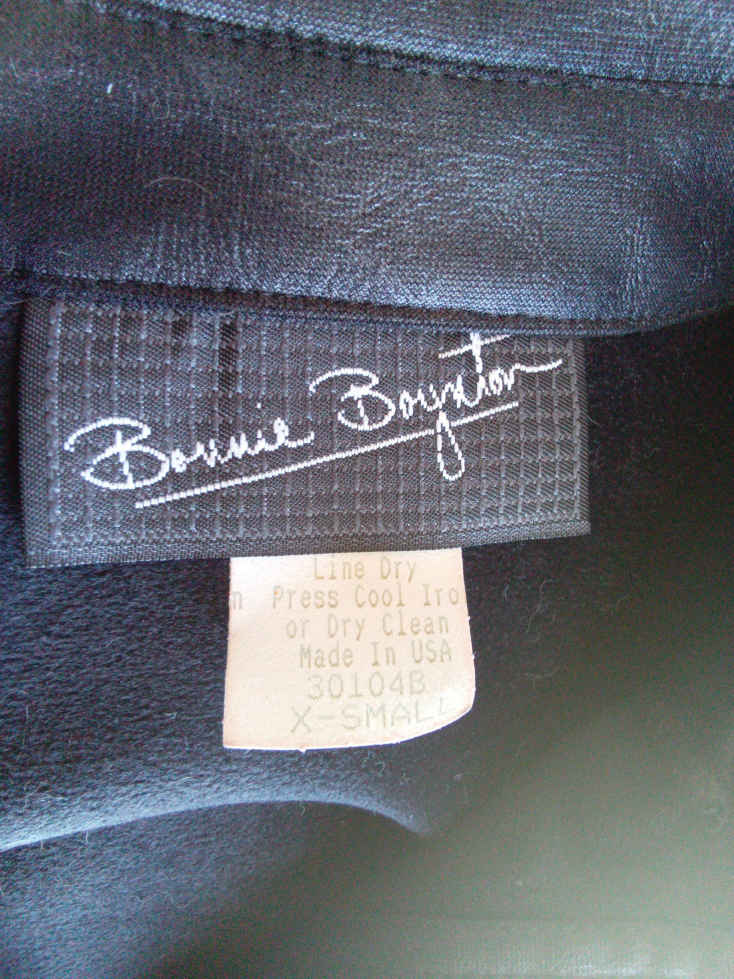 Bonnie Boynton
Line Dry
n Press Cool Iro
or Dry Clean
Made In USA
30104B
X-SMALL